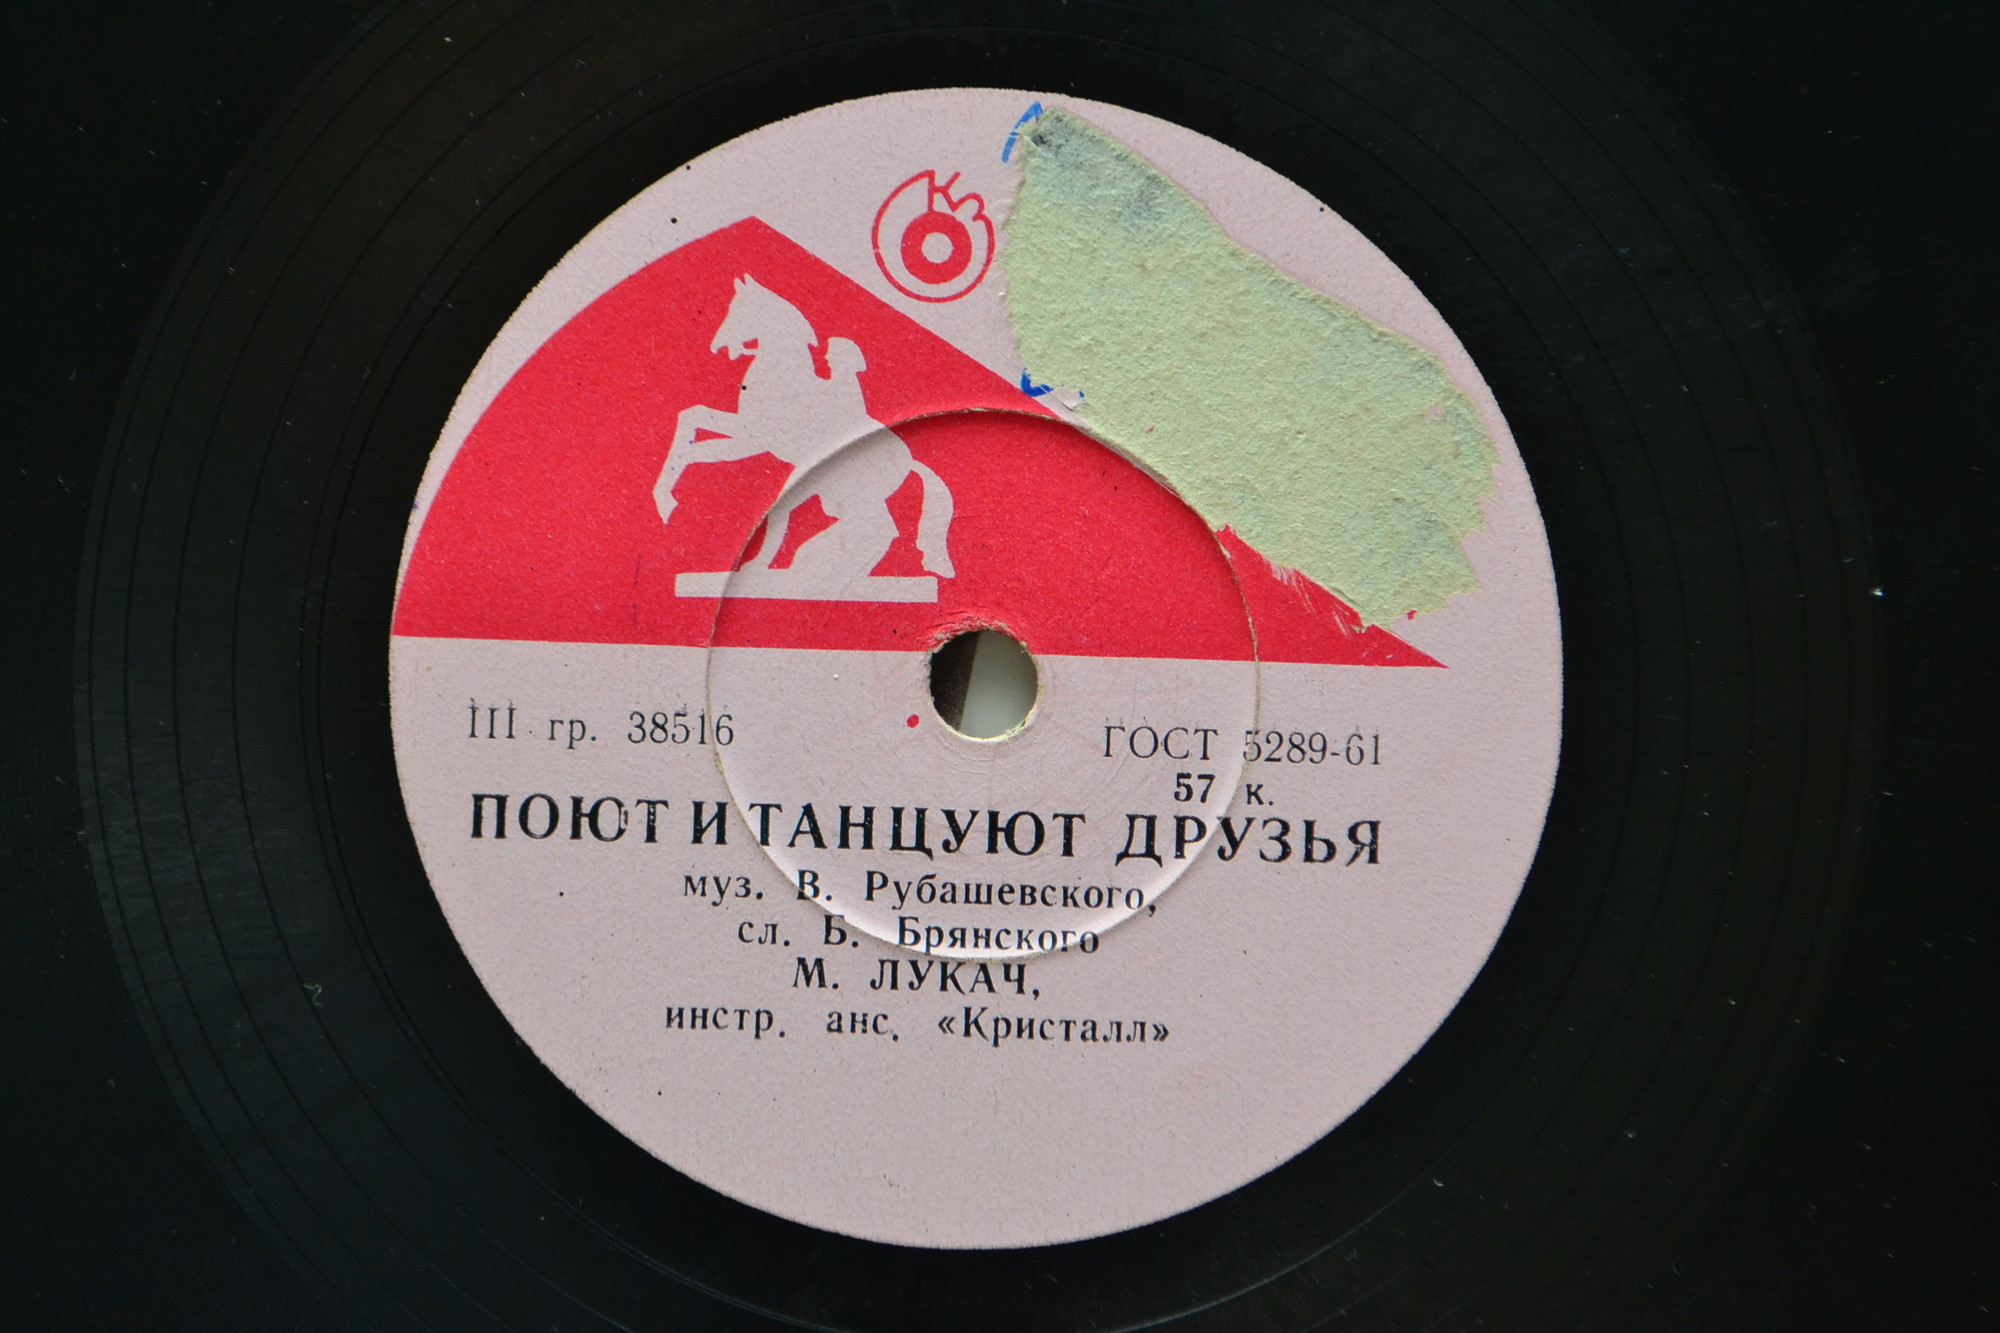 III гр. 38516 ГОСТ 5289-61
57 к.
ПОЮТ И ТАНЦУЮТ ДРУЗЬЯ
муз. В. Рубашевского,
сл. Б. Брянского
М. ЛУКАЧ,
инстр. анс. «Кристалл»